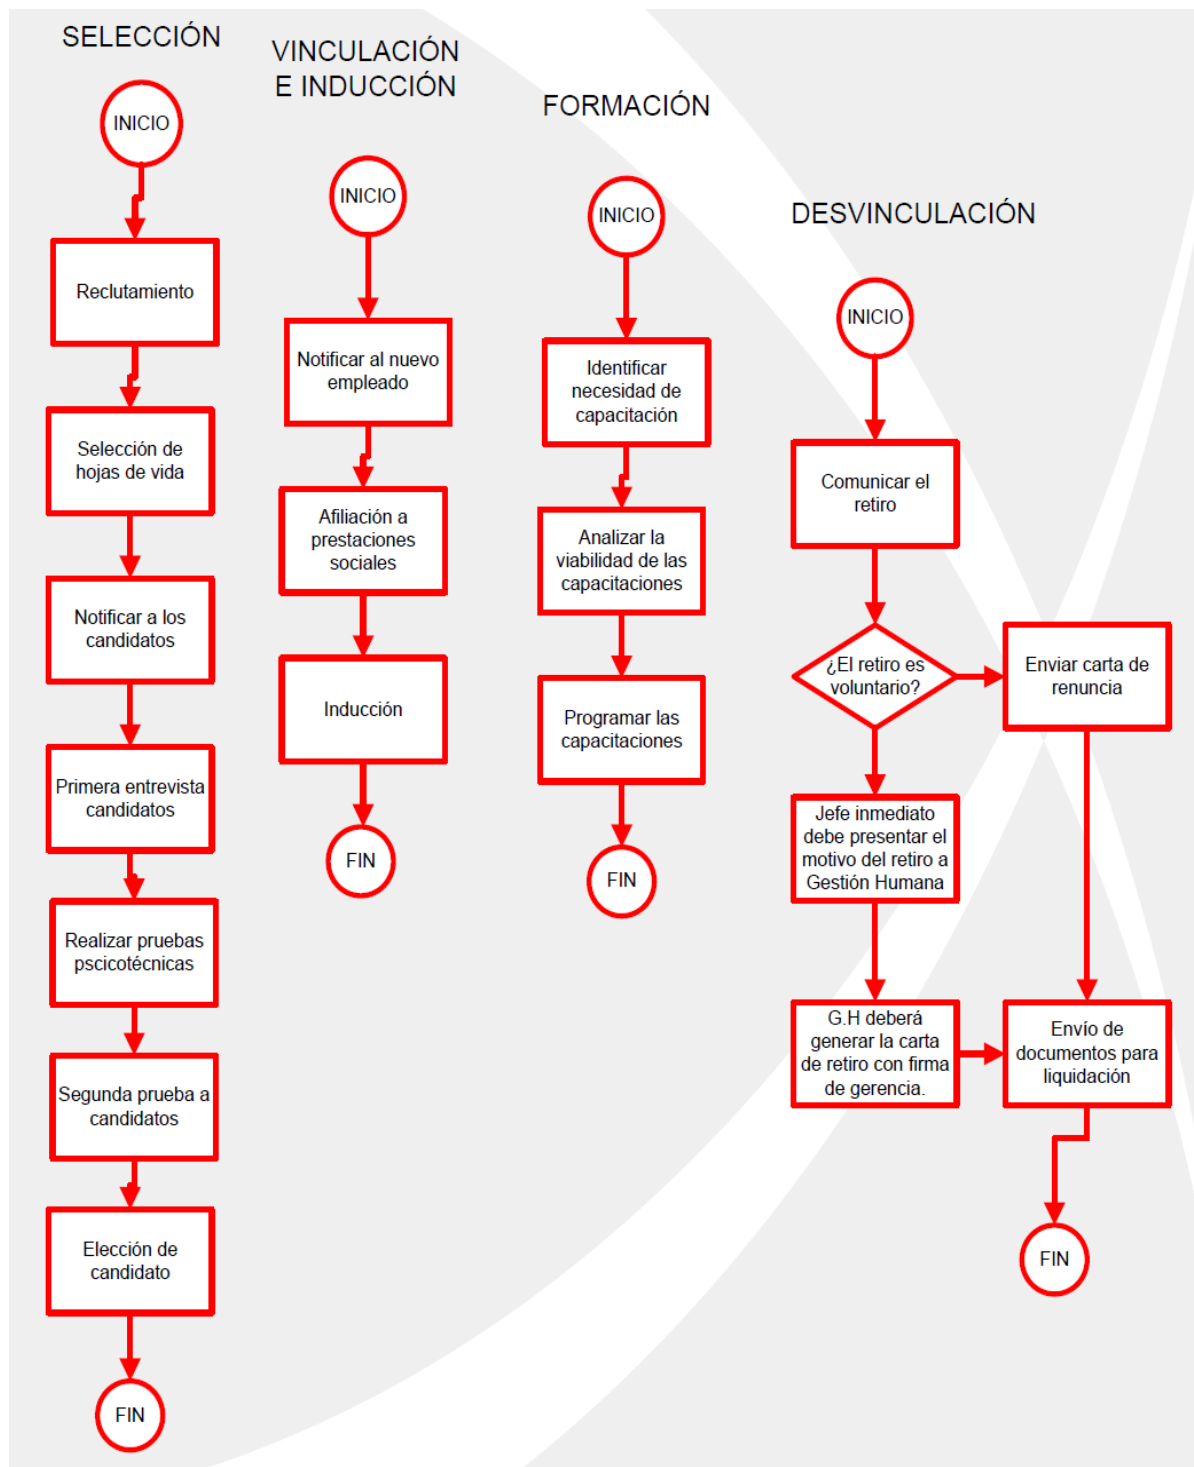 SELECCIÓN
INICIO
Reclutamiento
Selección de
hojas de vida
Notificar a los
candidatos
Primera entrevista
candidatos
Realizar pruebas
pscicotécnicas
Segunda prueba a
candidatos
Elección de
candidato
FIN
VINCULACIÓN
E INDUCCIÓN
INICIO
Notificar al nuevo
empleado
Afiliación a
prestaciones
sociales
Inducción
FIN
FORMACIÓN
INICIO
Identificar
necesidad de
capacitación
Analizar la
viabilidad de las
capacitaciones
Programar las
capacitaciones
FIN
DESVINCULACIÓN
INICIO
Comunicar el
retiro
¿El retiro es
voluntario?
Enviar carta de
renuncia
Jefe inmediato
debe presentar el
motivo del retiro a
Gestión Humana
G.H deberá
generar la carta
de retiro con firma
de gerencia.
Envío de
documentos para
liquidación
FIN